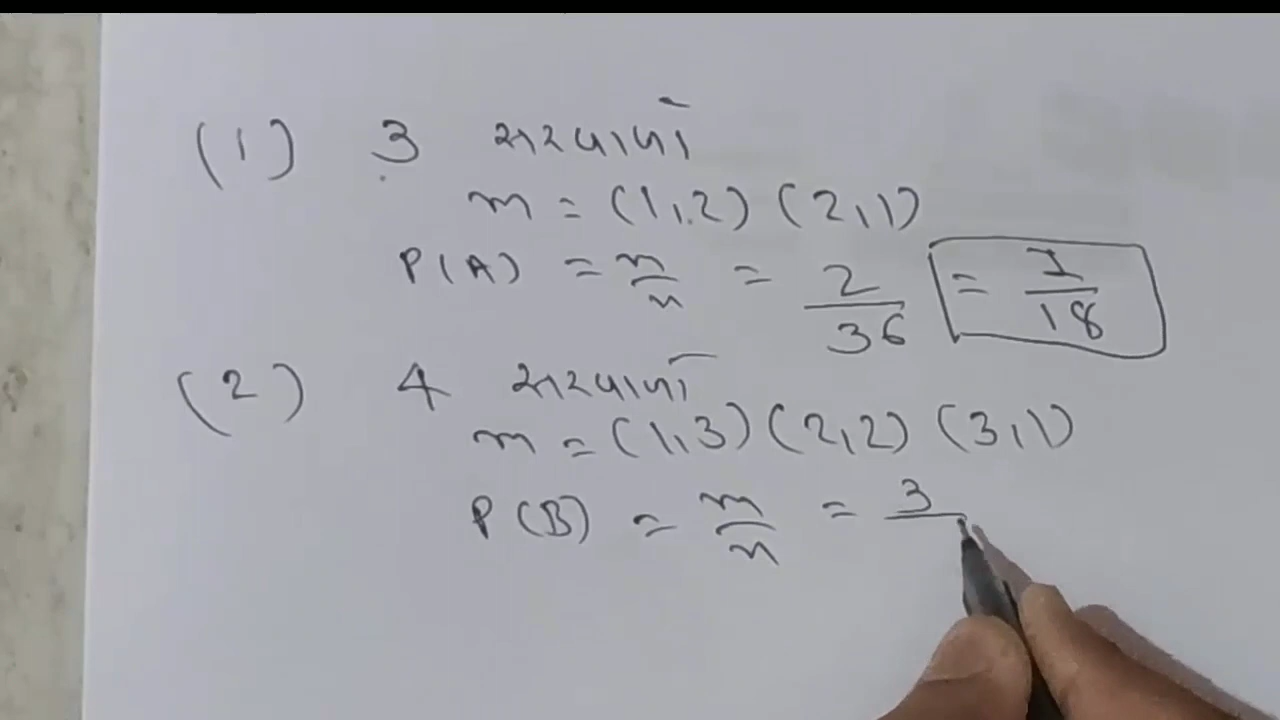 (1) 3 સરવાળો
m = (1,2) (2,1)
P(A) = m/n = 2/36 = 1/18
(2) 4 સરવાળો
m = (1,3) (2,2) (3,1)
P(B) = m/n = 3/